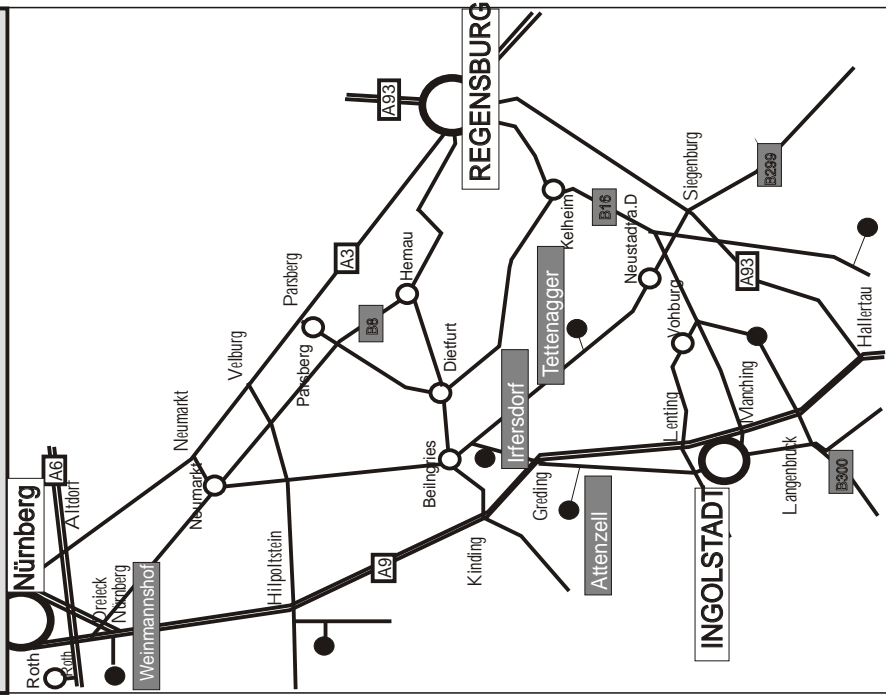 A93
REGENSBURG
Parsberg
A3
Hemau
Kelheim
B16
Siegenburg
B299
Neustadt a.D
Velburg
Parsberg
B8
Dietfurt
Tettenagger
Vohburg
A93
Hallertau
Neumarkt
Neumarkt
Beilngries
Irfersdorf
Lenting
Manching
Nürnberg
A6
Altdorf
Greding
Langenbruck
B300
Hilpoltstein
A9
Kinding
Attenzell
INGOLSTADT
Dreieck
Nürnberg
Weinmannshof
Roth
Roth